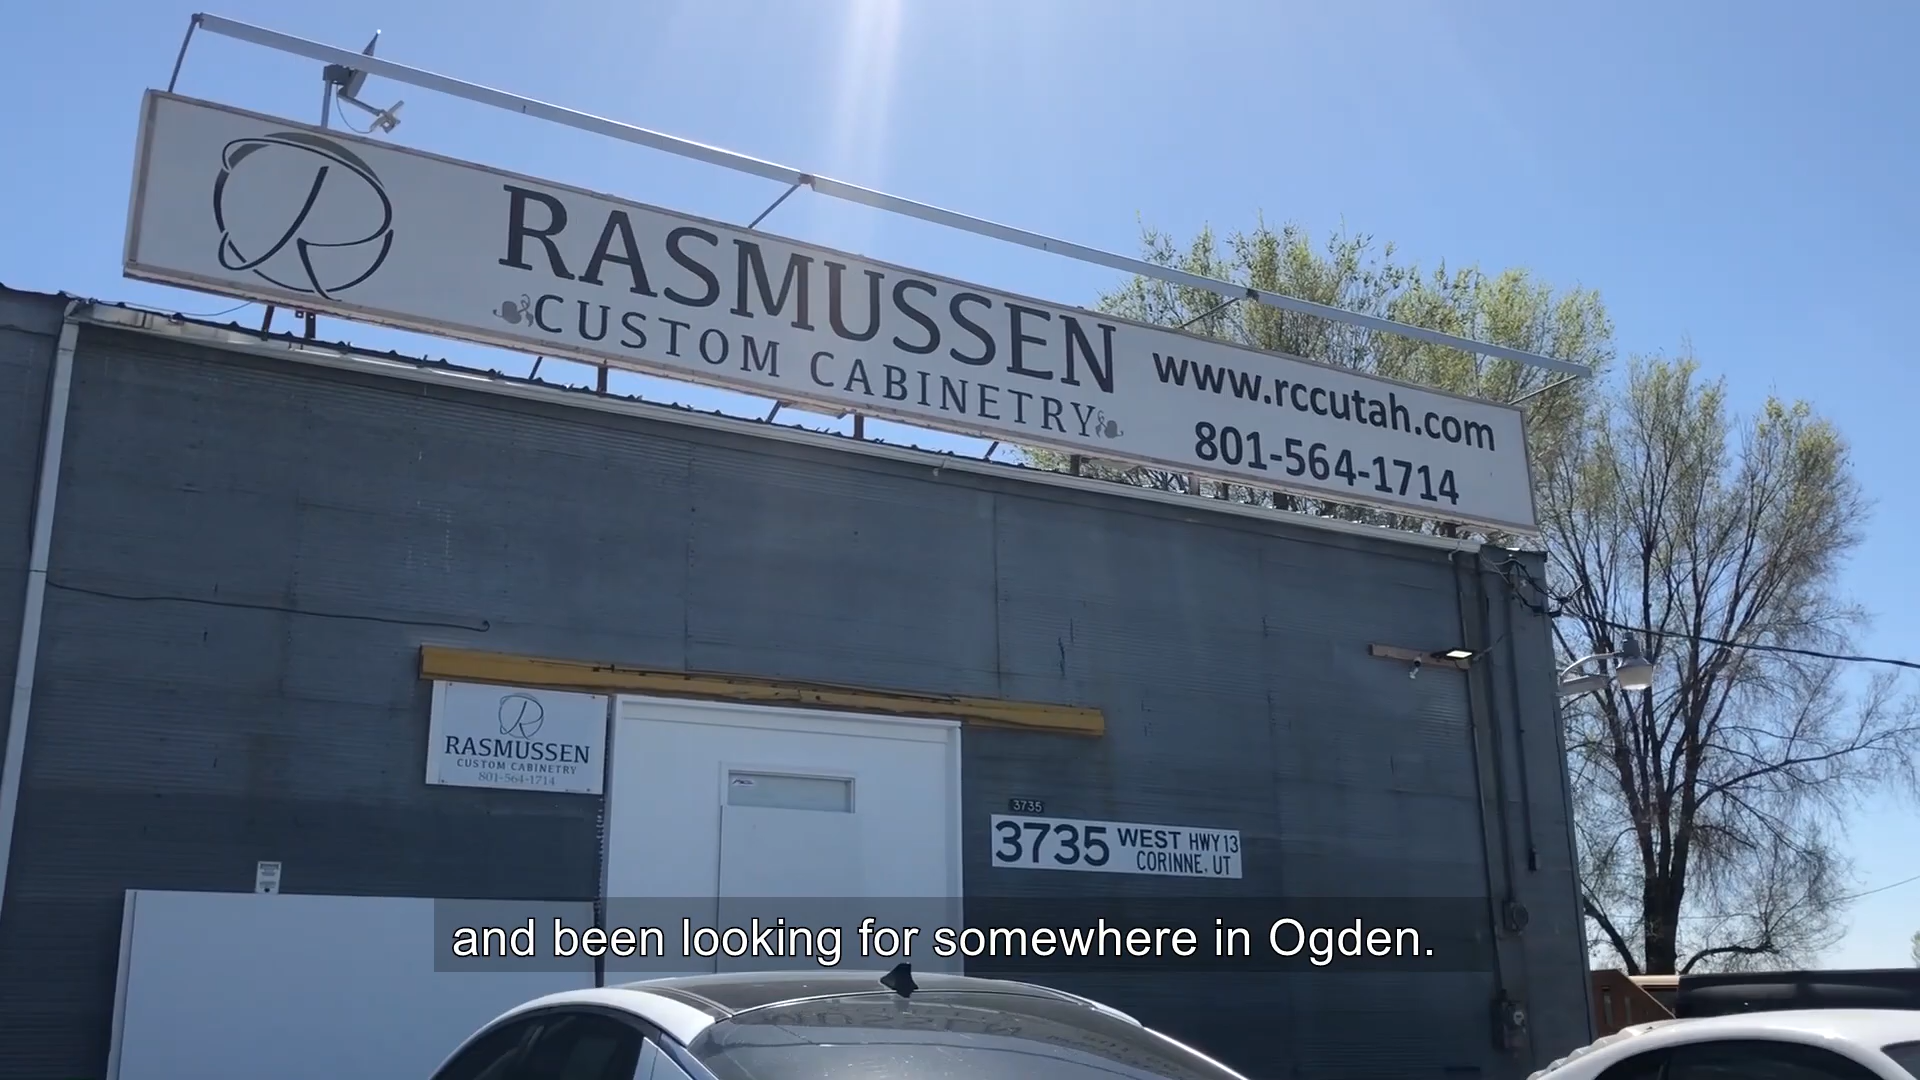 RASMUSSEN
CUSTOM CABINETRY
www.rccutah.com
801-564-1714
RASMUSSEN
CUSTOM CABINETRY
801-564-1714
3735
3735 WEST HWY 13
CORINNE, UT
and been looking for somewhere in Ogden.